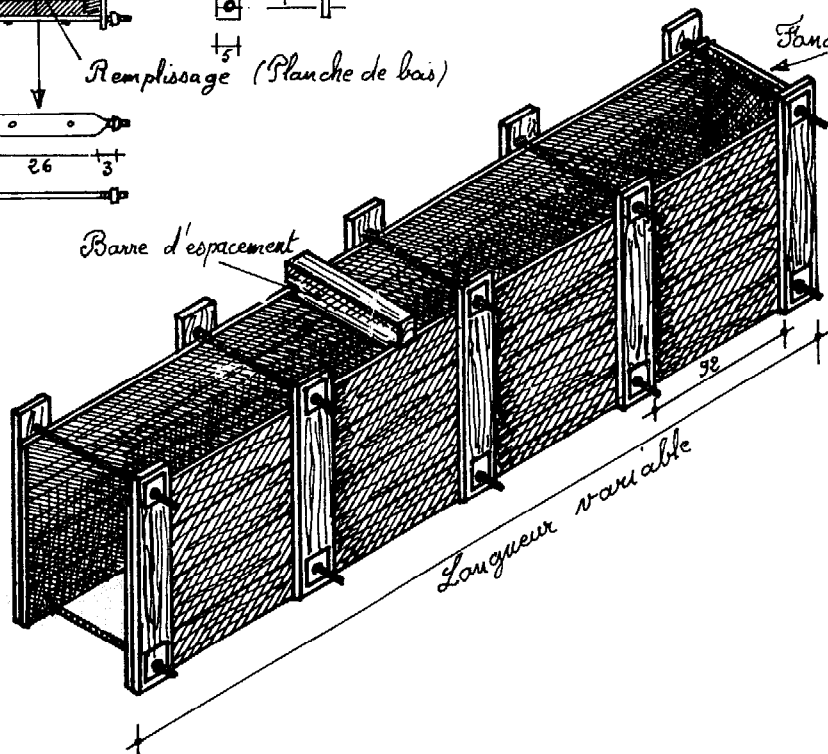 5
Remplissage (Planche de bois)
26
3
Barre d'espacement
92
Longueur variable